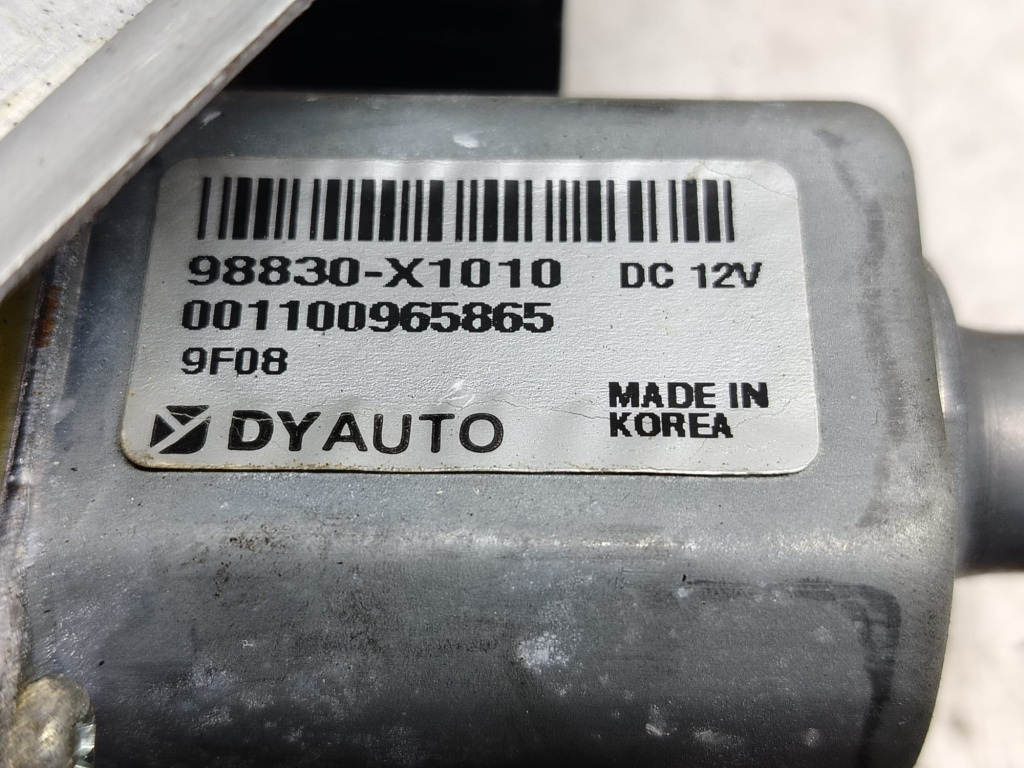 98830-X1010 DC 12V
001100965865
9F08
MADE IN
KOREA
DYAUTO